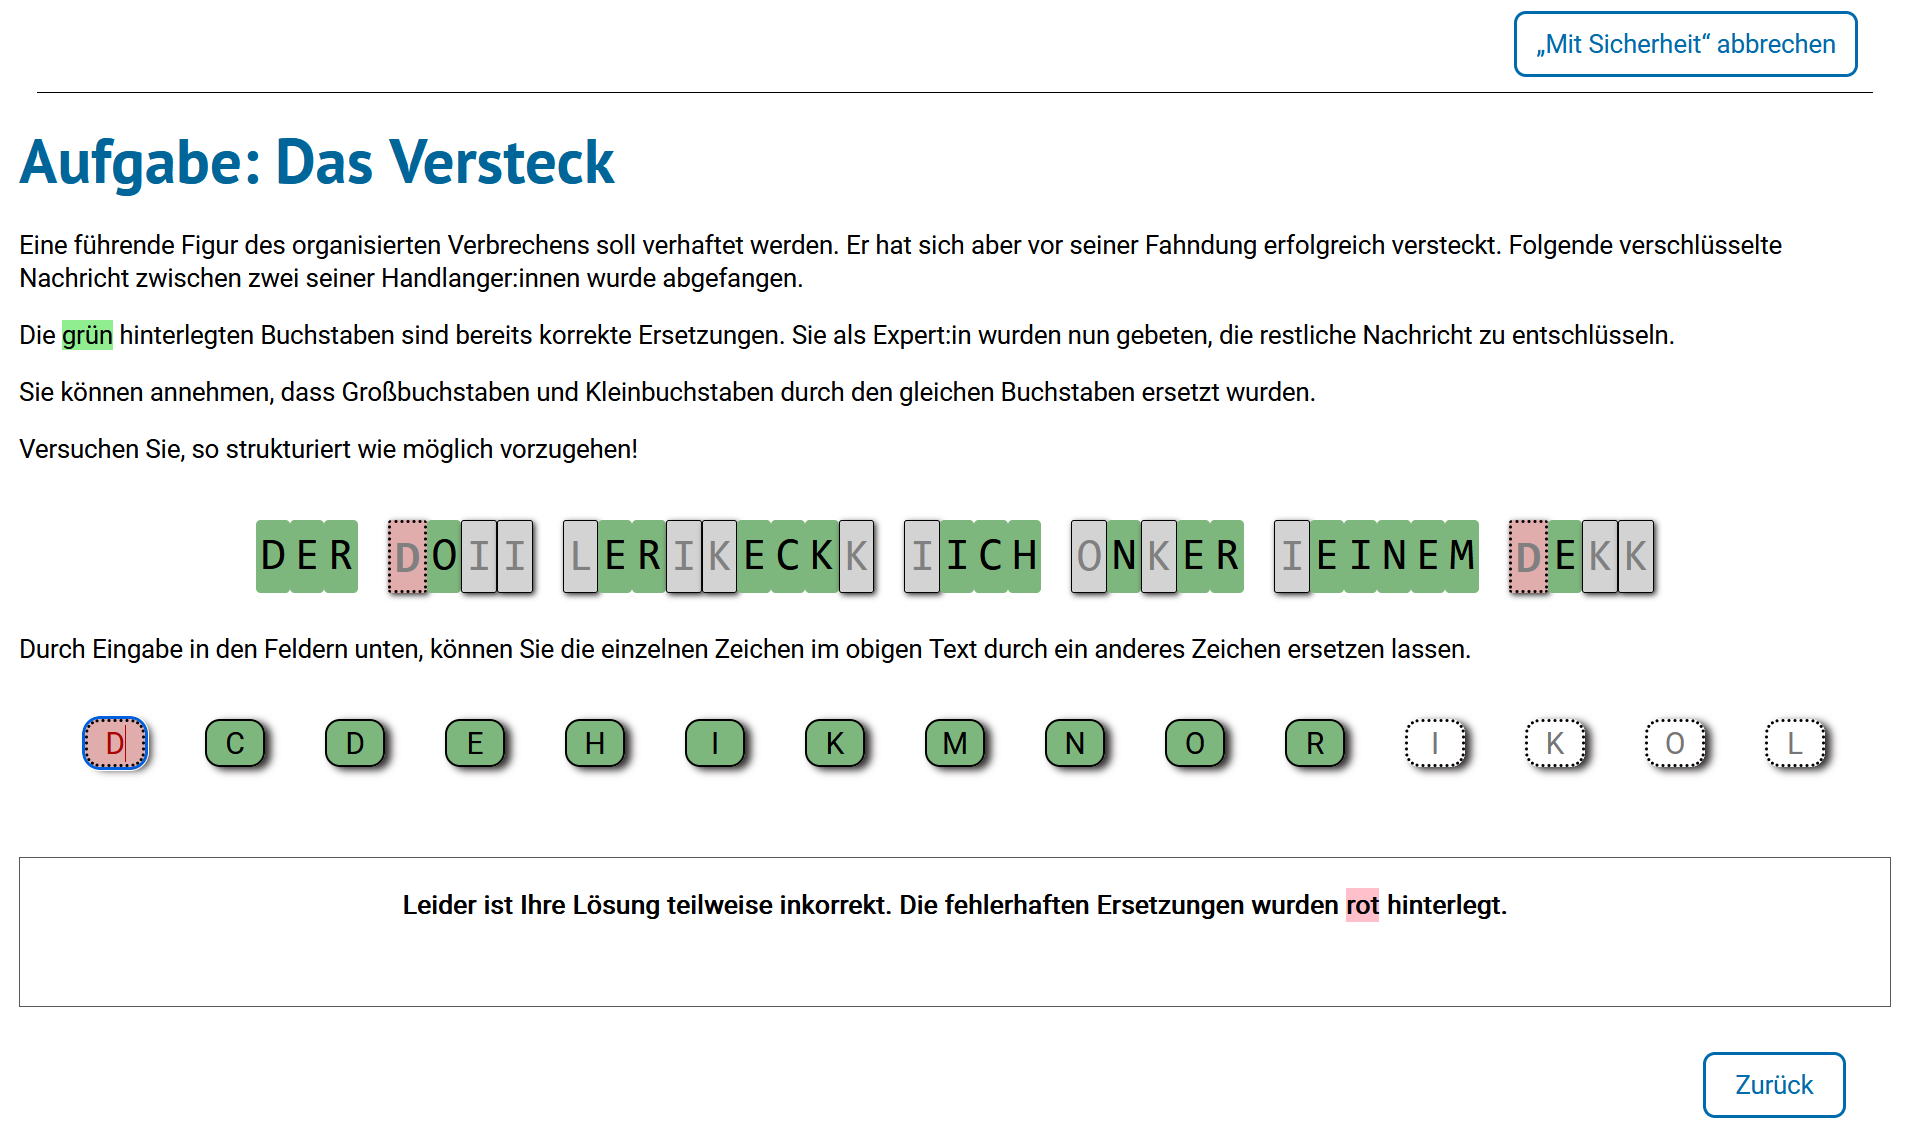 „Mit Sicherheit“ abbrechen
Aufgabe: Das Versteck
Eine führende Figur des organisierten Verbrechens soll verhaftet werden. Er hat sich aber vor seiner Fahndung erfolgreich versteckt. Folgende verschlüsselte
Nachricht zwischen zwei seiner Handlanger:innen wurde abgefangen.
Die grün hinterlegten Buchstaben sind bereits korrekte Ersetzungen. Sie als Expert:in wurden nun gebeten, die restliche Nachricht zu entschlüsseln.
Sie können annehmen, dass Großbuchstaben und Kleinbuchstaben durch den gleichen Buchstaben ersetzt wurden.
Versuchen Sie, so strukturiert wie möglich vorzugehen!
DER DOII LERIKECKK IICH ONKER IEINEM DEKK
Durch Eingabe in den Feldern unten, können Sie die einzelnen Zeichen im obigen Text durch ein anderes Zeichen ersetzen lassen.
D C D E H I K M N O R I K O L
Leider ist Ihre Lösung teilweise inkorrekt. Die fehlerhaften Ersetzungen wurden rot hinterlegt.
Zurück